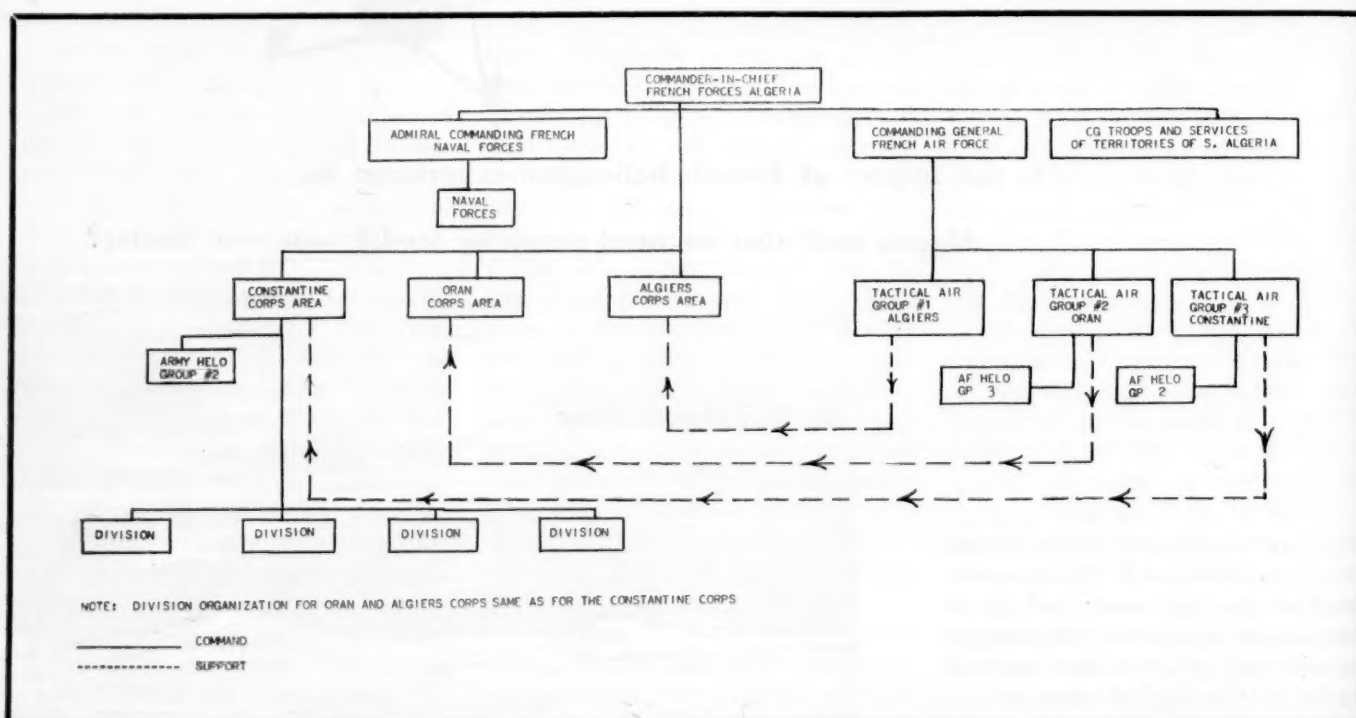 COMMANDER-IN-CHIEF
FRENCH FORCES ALGERIA
ADMIRAL COMMANDING FRENCH
NAVAL FORCES
COMMANDING GENERAL
FRENCH AIR FORCE
CG TROOPS AND SERVICES
OF TERRITORIES OF S. ALGERIA
NAVAL
FORCES
CONSTANTINE
CORPS AREA
ORAN
CORPS AREA
ALGIERS
CORPS AREA
TACTICAL AIR
GROUP #1
ALGIERS
TACTICAL AIR
GROUP #2
ORAN
TACTICAL AIR
GROUP #3
CONSTANTINE
ARMY HELO
GROUP #2
AF HELO
GP 3
AF HELO
GP 2
DIVISION
DIVISION
DIVISION
DIVISION
NOTE: DIVISION ORGANIZATION FOR ORAN AND ALGIERS CORPS SAME AS FOR THE CONSTANTINE CORPS
COMMAND
SUPPORT